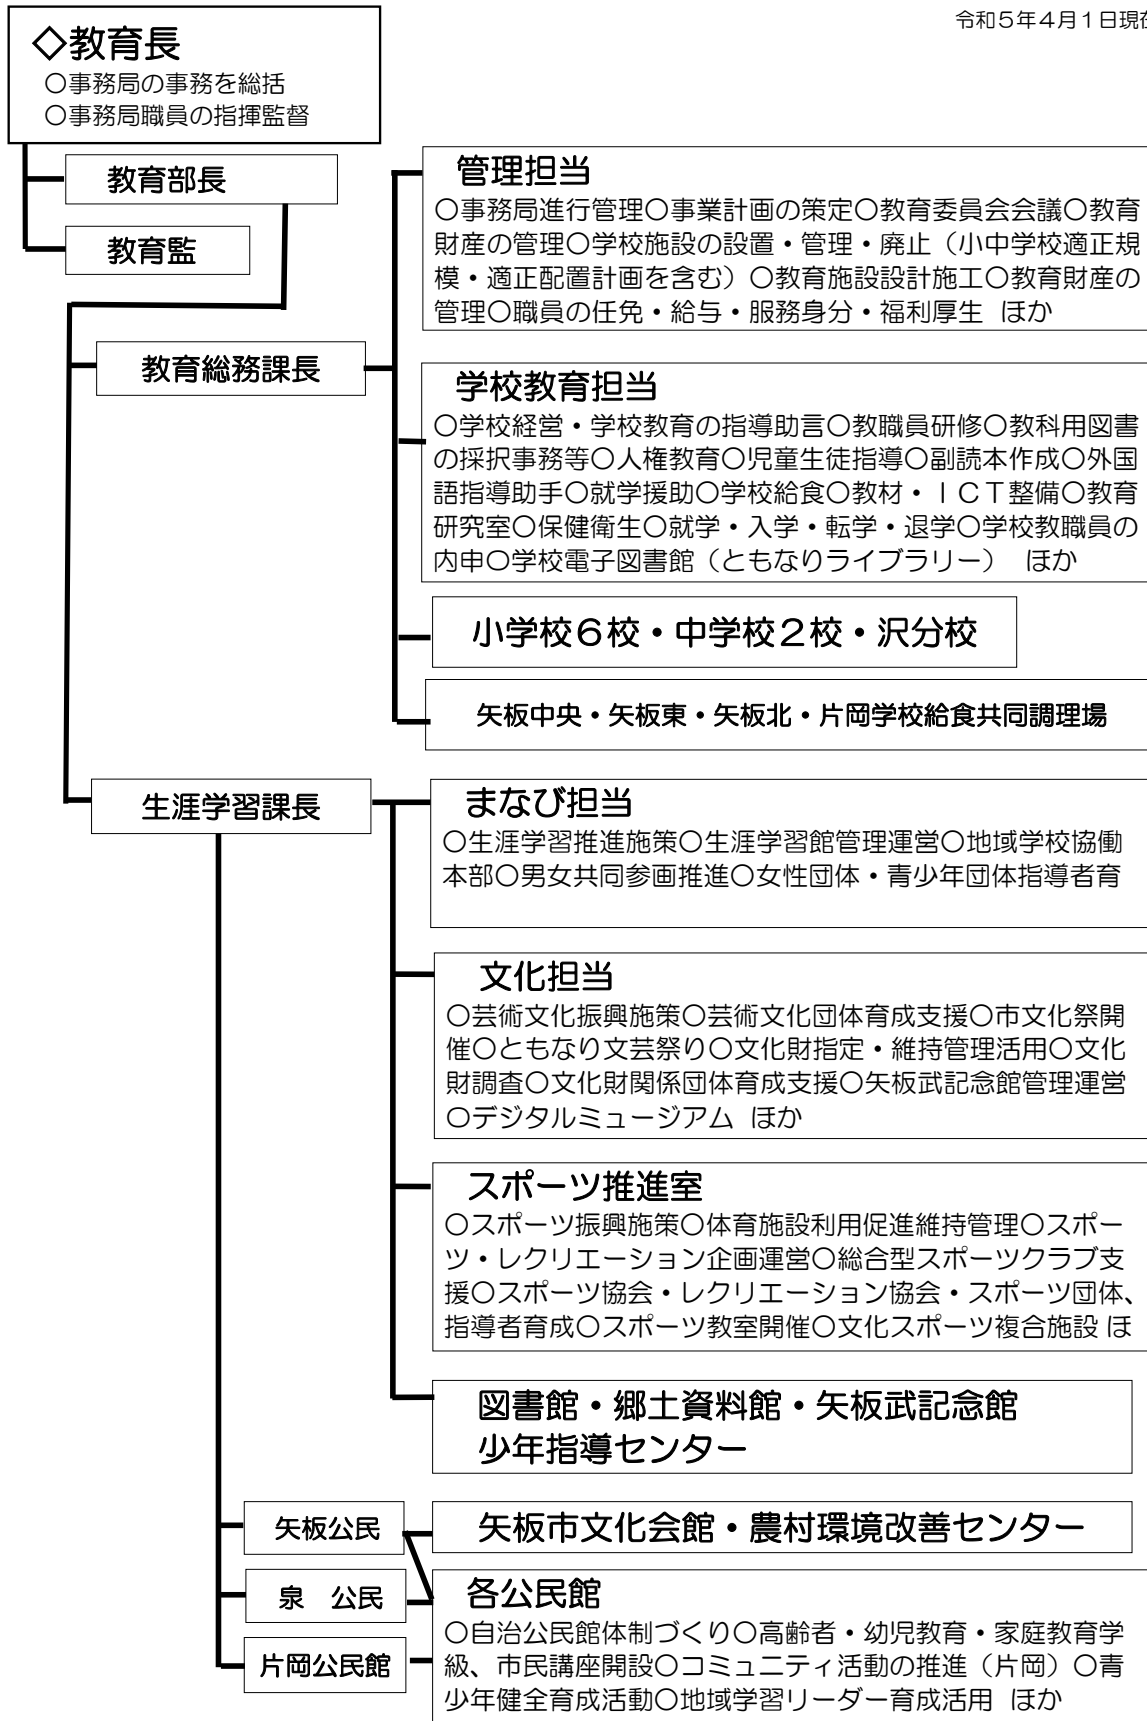 令和５年４月１日現在
◇教育長
○事務局の事務を総括
○事務局職員の指揮監督
教育部長
教育監
管理担当
○事務局進行管理○事業計画の策定○教育委員会会議○教育
財産の管理○学校施設の設置・管理・廃止（小中学校適正規
模・適正配置計画を含む）○教育施設設計施工○教育財産の
管理○職員の任免・給与・服務身分・福利厚生 ほか
教育総務課長
学校教育担当
○学校経営・学校教育の指導助言○教職員研修○教科用図書
の採択事務等○人権教育○児童生徒指導○副読本作成○外国
語指導助手○就学援助○学校給食○教材・ＩＣＴ整備○教育
研究室○保健衛生○就学・入学・転学・退学○学校教職員の
内申○学校電子図書館（ともなりライブラリー）　ほか
小学校６校・中学校２校・沢分校
矢板中央・矢板東・矢板北・片岡学校給食共同調理場
生涯学習課長
まなび担当
○生涯学習推進施策○生涯学習館管理運営○地域学校協働
本部○男女共同参画推進○女性団体・青少年団体指導者育
文化担当
○芸術文化振興施策○芸術文化団体育成支援○市文化祭開
催○ともなり文芸祭り○文化財指定・維持管理活用○文化
財調査○文化財関係団体育成支援○矢板武記念館管理運営
○デジタルミュージアム ほか
スポーツ推進室
○スポーツ振興施策○体育施設利用促進維持管理○スポー
ツ・レクリエーション企画運営○総合型スポーツクラブ支
援○スポーツ協会・レクリエーション協会・スポーツ団体、
指導者育成○スポーツ教室開催○文化スポーツ複合施設 ほ
図書館・郷土資料館・矢板武記念館
少年指導センター
矢板公民
矢板市文化会館・農村環境改善センター
泉　公民
片岡公民館
各公民館
○自治公民館体制づくり○高齢者・幼児教育・家庭教育学
級、市民講座開設○コミュニティ活動の推進（片岡）○青
少年健全育成活動○地域学習リーダー育成活用 ほか